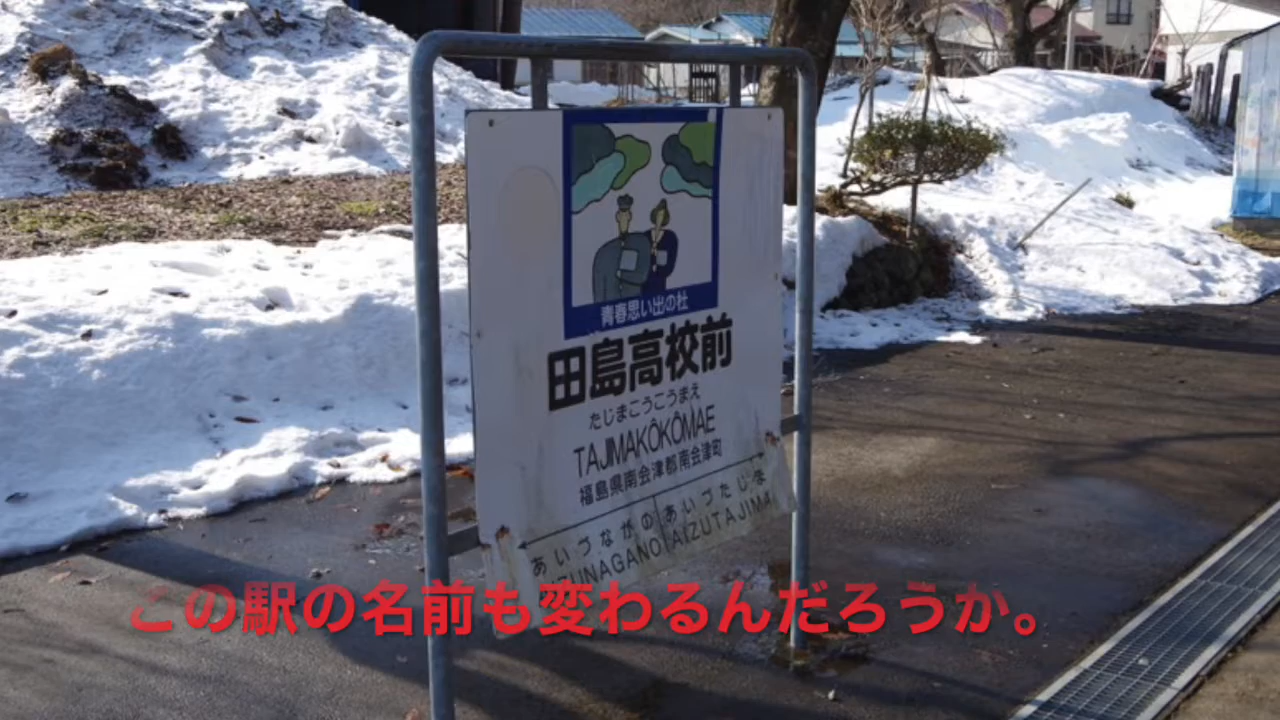 青春思い出の杜
田島高校前
たじまこうこうまえ
TAJIMAKÔKÔMAE
福島県南会津郡南会津町
あいづながの あいづたじま
AIZUNAGANO AIZUTAJIMA
この駅の名前も変わるんだろうか。